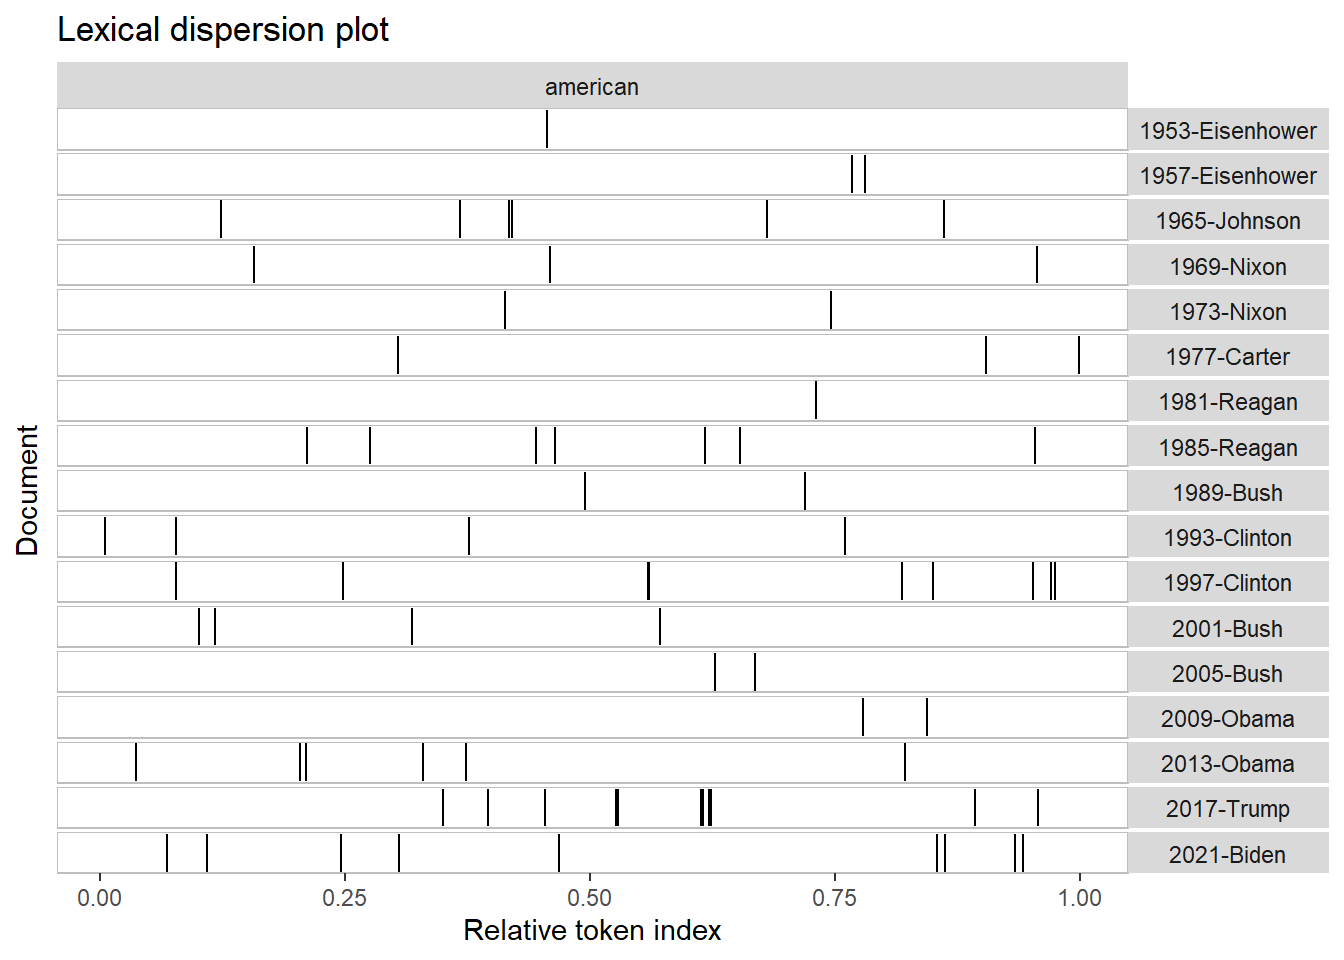 Lexical dispersion plot
american
1953-Eisenhower
1957-Eisenhower
1965-Johnson
1969-Nixon
1973-Nixon
1977-Carter
1981-Reagan
1985-Reagan
1989-Bush
1993-Clinton
1997-Clinton
2001-Bush
2005-Bush
2009-Obama
2013-Obama
2017-Trump
2021-Biden
Document
0.00 0.25 0.50 0.75 1.00
Relative token index